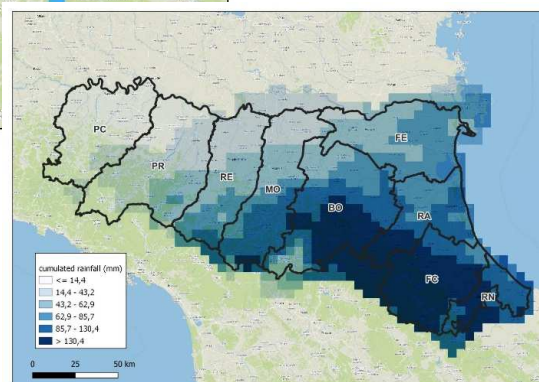 PC
PR
RE
MO
FE
BO
RA
FC
RN
cumulated rainfall (mm)
<= 14,4
14,4 - 43,2
43,2 - 62,9
62,9 - 85,7
85,7 - 130,4
> 130,4
0 25 50 km